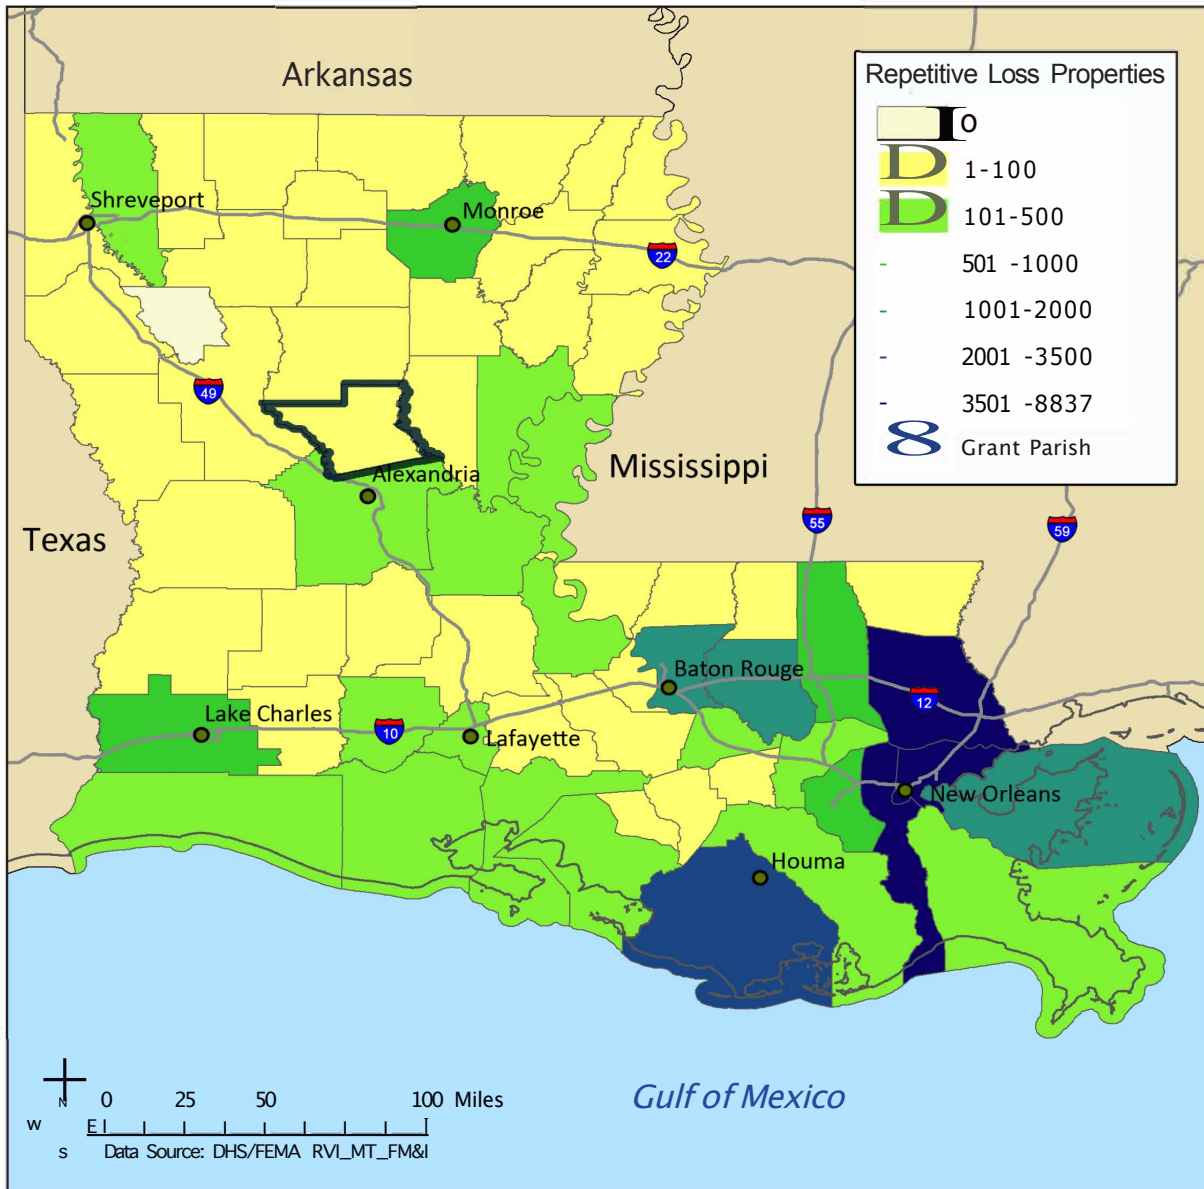 Arkansas
Repetitive Loss Properties
I 0
D 1-100
D 101-500
- 501 -1000
- 1001-2000
- 2001 -3500
- 3501 -8837
8 Grant Parish
Shreveport
Monroe
22
49
Mississippi
Alexandria
Texas
55
59
Baton Rouge
12
Lake Charles
10
Lafayette
New Orleans
Houma
Gulf of Mexico
N
0 25 50 100 Miles
W E
S Data Source: DHS/FEMA RVI_MT_FM&I